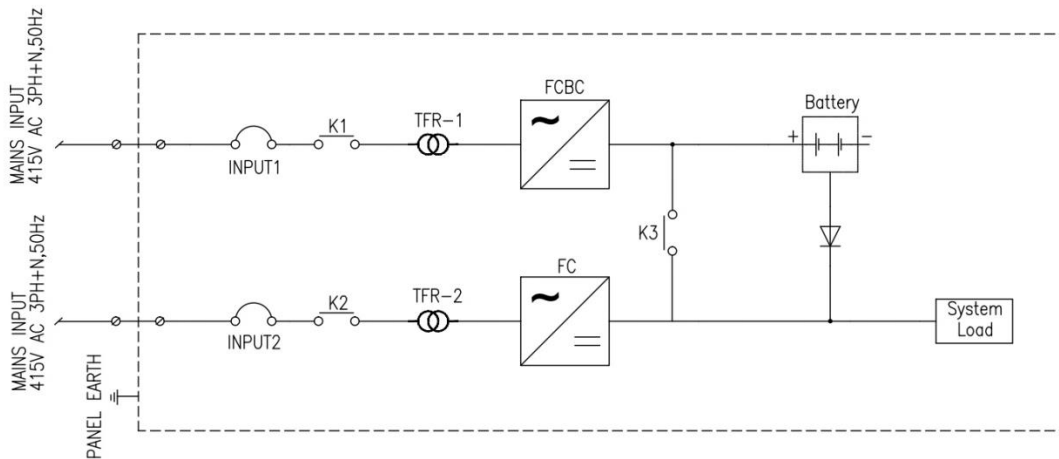 MAINS INPUT
415V AC 3PH+N,50Hz
INPUT1
K1
TFR-1
FCBC
Battery
+
−
K3
MAINS INPUT
415V AC 3PH+N,50Hz
INPUT2
K2
TFR-2
FC
System
Load
PANEL EARTH